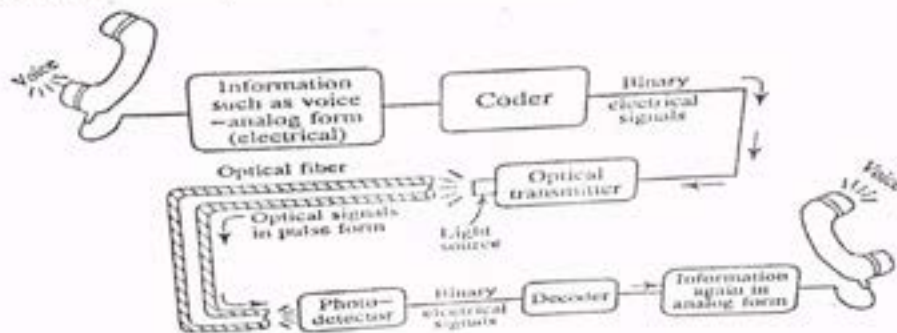 Voice
Information
such as voice
-analog form
(electrical)
Coder
Binary
electrical
signals
Optical fiber
Optical
transmitter
Optical signals
in pulse form
Light
source
Voice
Photo-
detector
Binary
electrical
signals
Decoder
Information
again in
analog form